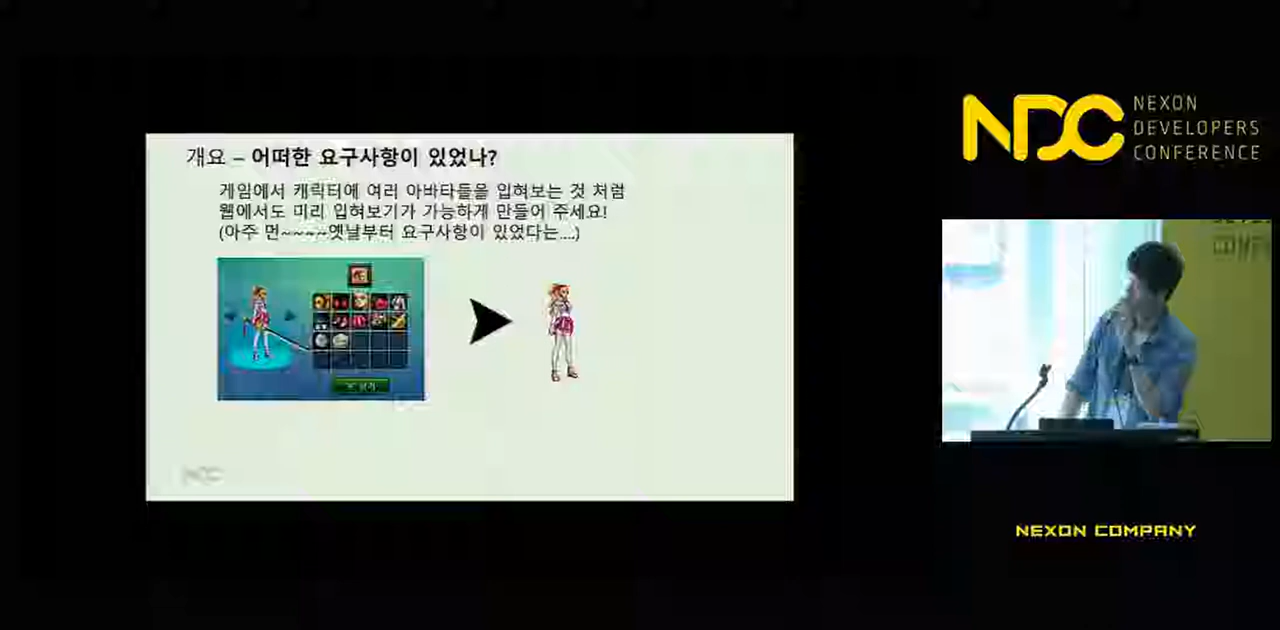 개요 – 어떠한 요구사항이 있었나?
게임에서 캐릭터에 여러 아바타들을 입혀보는 것 처럼
웹에서도 미리 입혀보기가 가능하게 만들어 주세요!
(아주 먼~~~~옛날부터 요구사항이 있었다는....)
NDC
NDC
NEXON
DEVELOPERS
CONFERENCE
NEXON COMPANY